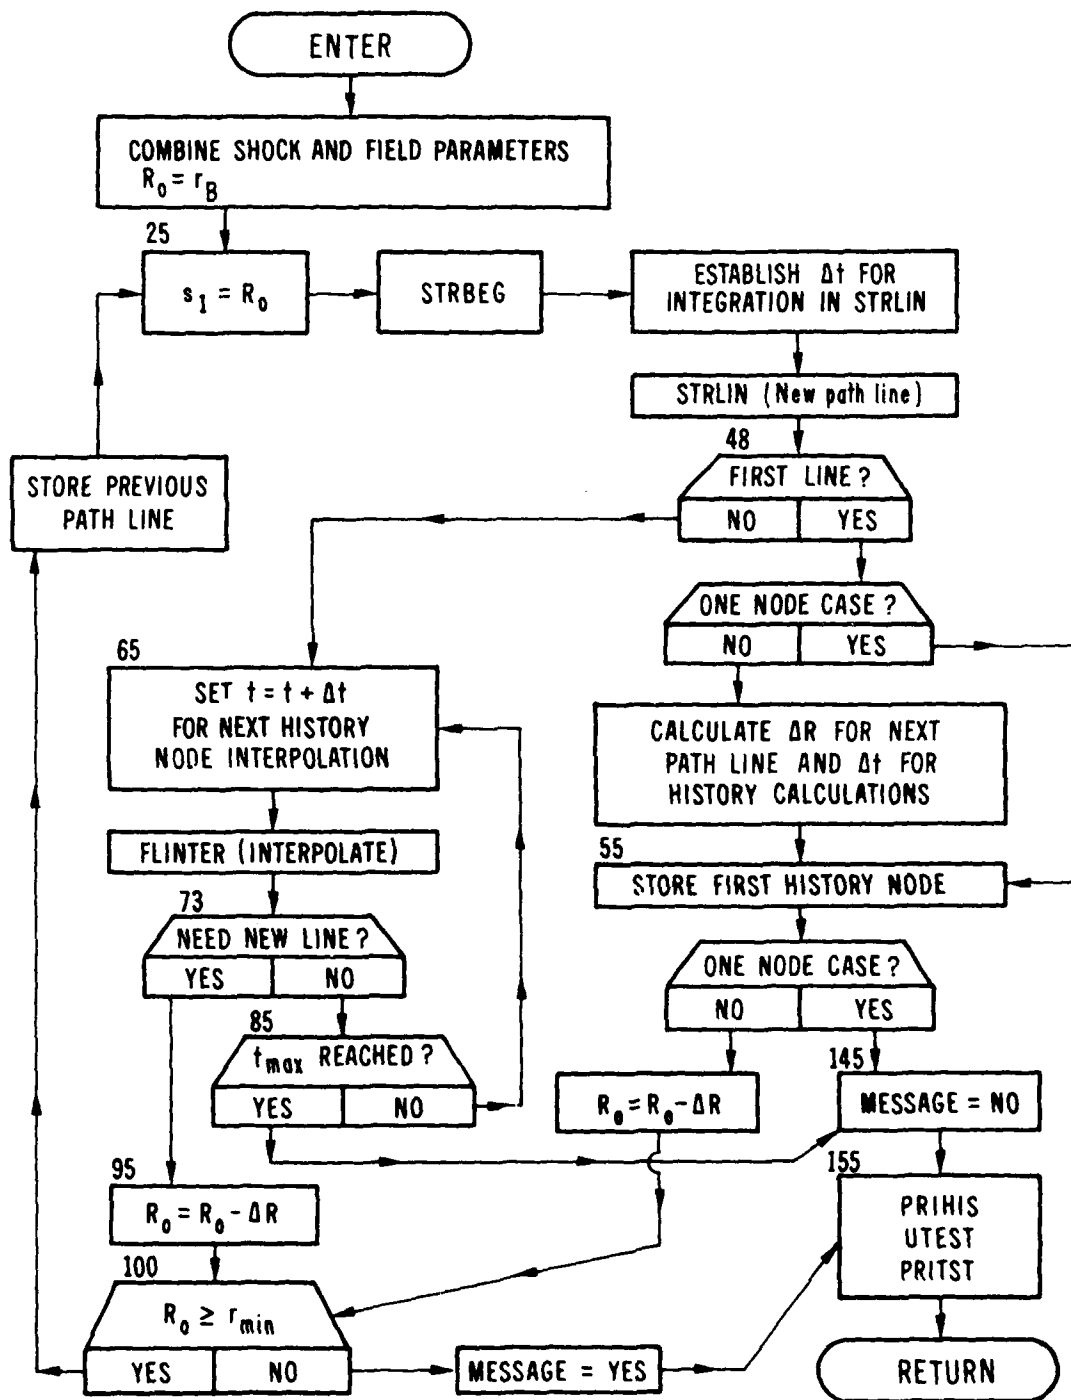 ENTER
COMBINE SHOCK AND FIELD PARAMETERS
R₀ = r_B
25
s₁ = R₀
STRBEG
ESTABLISH Δt FOR
INTEGRATION IN STRLIN
STRLIN (New path line)
48
FIRST LINE?
NO YES
STORE PREVIOUS
PATH LINE
ONE NODE CASE?
NO YES
65
SET t = t + Δt
FOR NEXT HISTORY
NODE INTERPOLATION
CALCULATE ΔR FOR NEXT
PATH LINE AND Δt FOR
HISTORY CALCULATIONS
FLINTER (INTERPOLATE)
55
STORE FIRST HISTORY NODE
73
NEED NEW LINE?
YES NO
ONE NODE CASE?
NO YES
85
t_max REACHED?
YES NO
R₀ = R₀ - ΔR
145
MESSAGE = NO
95
R₀ = R₀ - ΔR
155
PRIHIS
UTEST
PRITST
100
R₀ ≥ r_min
YES NO
MESSAGE = YES
RETURN